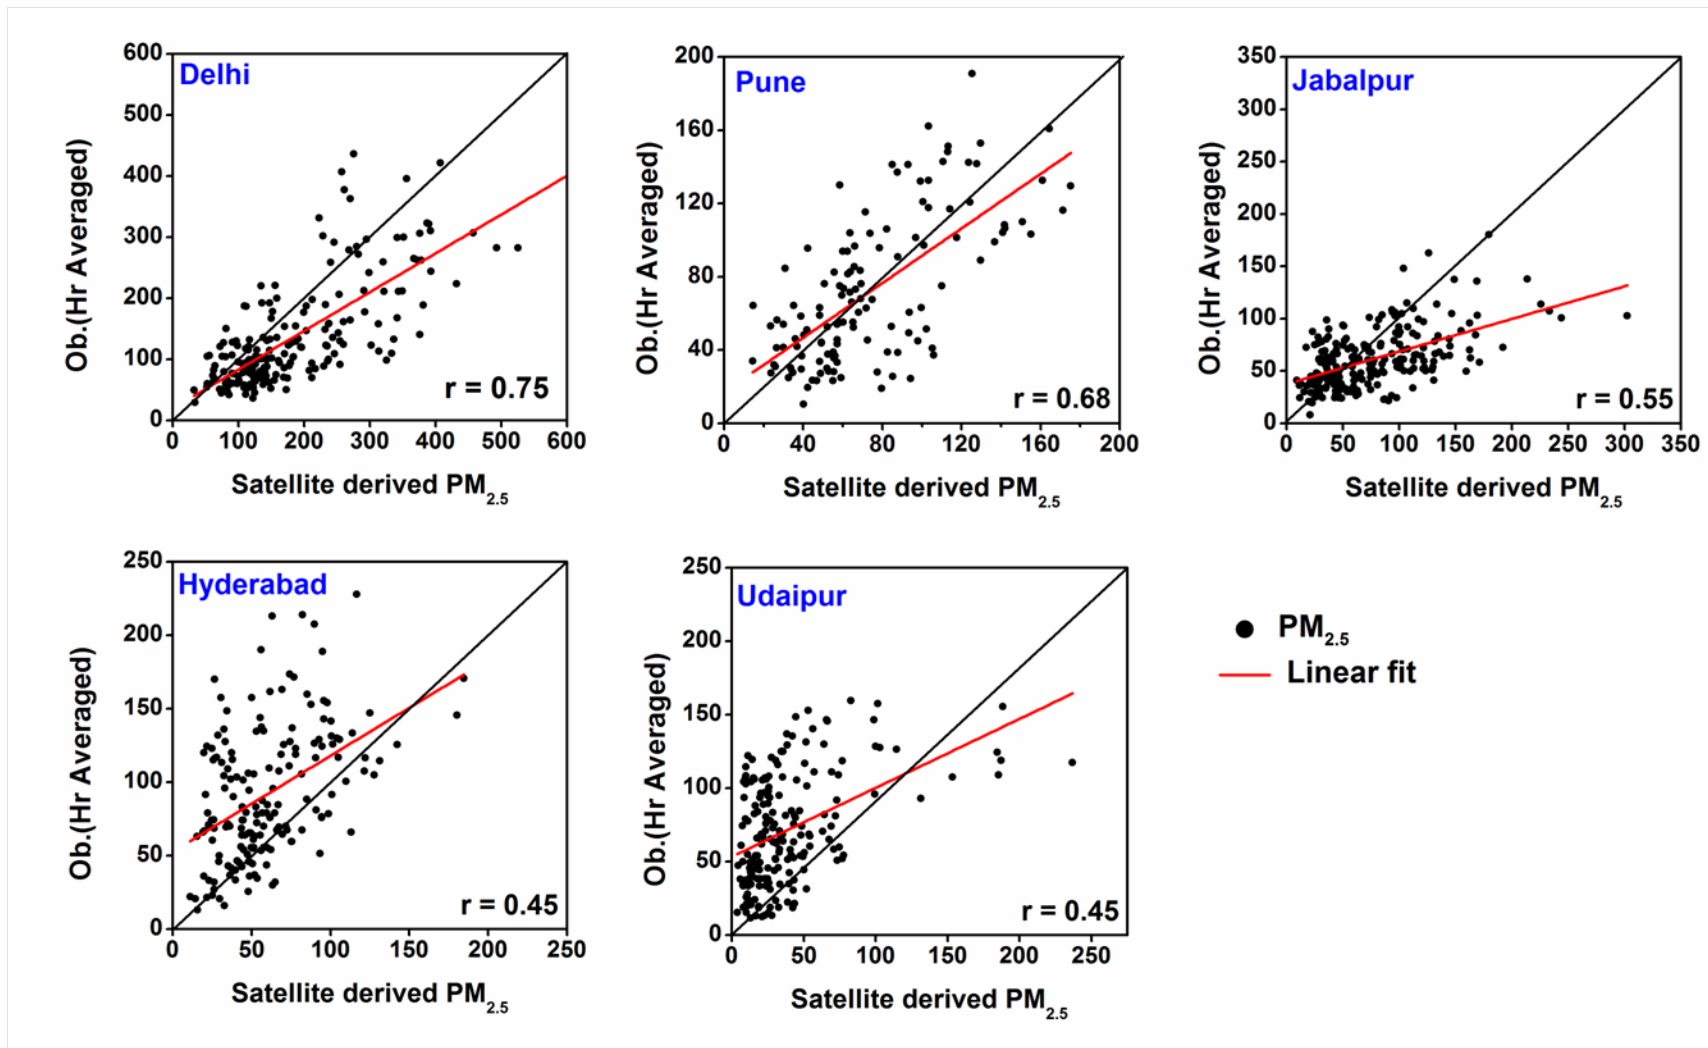 Delhi
Ob.(Hr Averaged)
600
500
400
300
200
100
0
0 100 200 300 400 500 600
r = 0.75
Satellite derived PM2.5
Pune
Ob.(Hr Averaged)
200
160
120
80
40
0
0 40 80 120 160 200
r = 0.68
Satellite derived PM2.5
Jabalpur
Ob.(Hr Averaged)
350
300
250
200
150
100
50
0
0 50 100 150 200 250 300 350
r = 0.55
Satellite derived PM2.5
Hyderabad
Ob.(Hr Averaged)
250
200
150
100
50
0
0 50 100 150 200 250
r = 0.45
Satellite derived PM2.5
Udaipur
Ob.(Hr Averaged)
250
200
150
100
50
0
0 50 100 150 200 250
r = 0.45
Satellite derived PM2.5
PM2.5
Linear fit